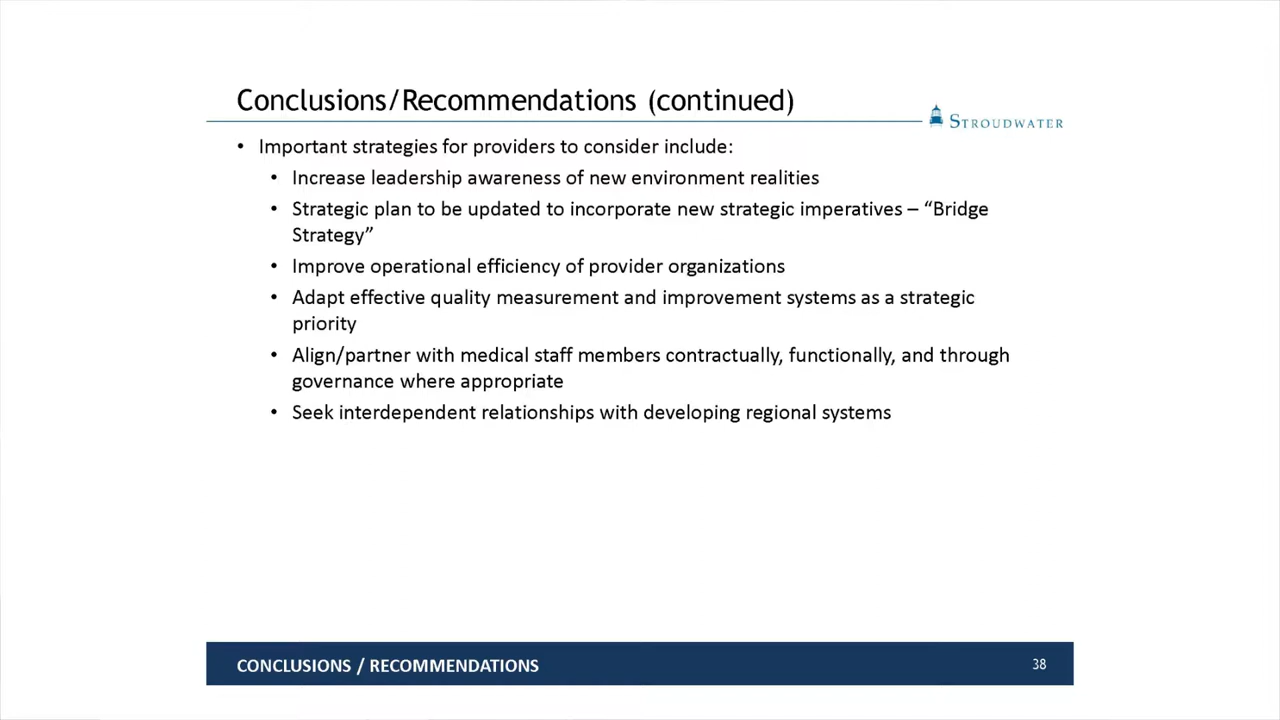 Conclusions/Recommendations (continued)
STROUDWATER
• Important strategies for providers to consider include:
• Increase leadership awareness of new environment realities
• Strategic plan to be updated to incorporate new strategic imperatives – “Bridge
Strategy”
• Improve operational efficiency of provider organizations
• Adapt effective quality measurement and improvement systems as a strategic
priority
• Align/partner with medical staff members contractually, functionally, and through
governance where appropriate
• Seek interdependent relationships with developing regional systems
CONCLUSIONS / RECOMMENDATIONS
38